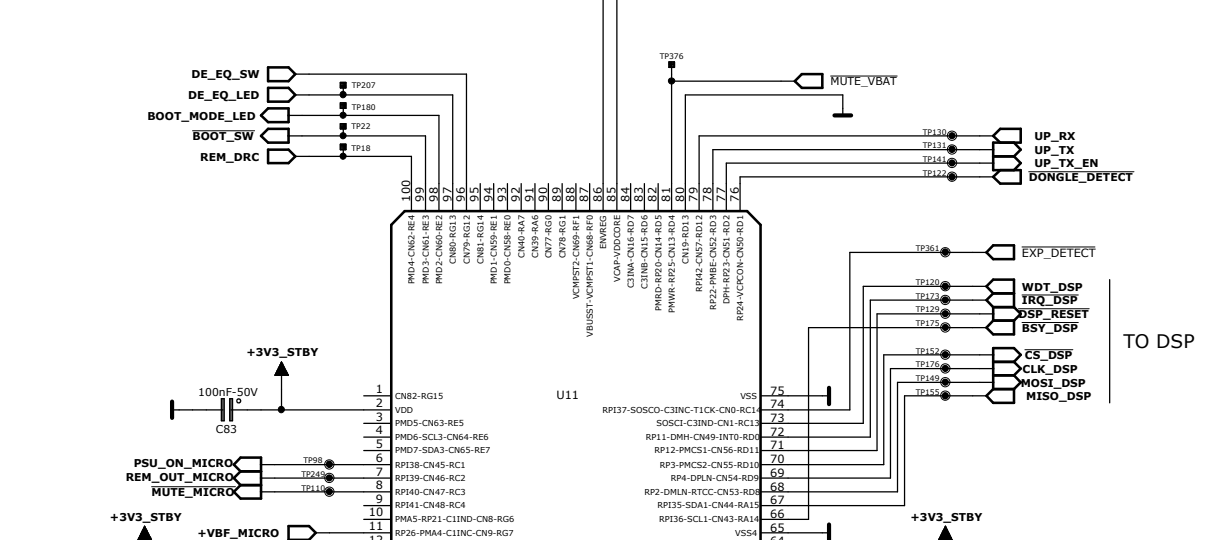 TP376
MUTE_VBAT
DE_EQ_SW
TP207
DE_EQ_LED
TP180
BOOT_MODE_LED
TP22
BOOT_SW
TP18
REM_DRC
TP130 UP_RX
TP131 UP_TX
TP141 UP_TX_EN
TP122 DONGLE_DETECT
100 99 98 97 96 95 94 93 92 91 90 89 88 87 86 85 84 83 82 81 80 79 78 77 76
PMD4-CN62-RE4
PMD3-CN61-RE3
PMD2-CN60-RE2
CN80-RG13
CN79-RG12
CN81-RG14
PMD1-CN59-RE1
PMD0-CN58-RE0
CN40-RA7
CN39-RA6
CN77-RG0
CN78-RG1
VCMPST2-CN69-RF1
VBUSST-VCMPST1-CN68-RF0
ENVREG
VCAP-VDDCORE
C3INA-CN16-RD7
C3INB-CN15-RD6
PMRD-RP20-CN14-RD5
PMWR-RP25-CN13-RD4
CN19-RD13
RPI42-CN57-RD12
RP22-PMBE-CN52-RD3
DPH-RP23-CN51-RD2
RP24-VCPCON-CN50-RD1
TP361 EXP_DETECT
TP120 WDT_DSP
TP173 IRQ_DSP
TP129 DSP_RESET
TP175 BSY_DSP
TO DSP
TP152 CS_DSP
TP176 CLK_DSP
TP149 MOSI_DSP
TP155 MISO_DSP
+3V3_STBY
100nF-50V
C83
U11
1 CN82-RG15
2 VDD
3 PMD5-CN63-RE5
4 PMD6-SCL3-CN64-RE6
5 PMD7-SDA3-CN65-RE7
PSU_ON_MICRO TP98 6 RPI38-CN45-RC1
REM_OUT_MICRO TP249 7 RPI39-CN46-RC2
MUTE_MICRO TP110 8 RPI40-CN47-RC3
9 RPI41-CN48-RC4
10 PMA5-RP21-C1IND-CN8-RG6
+3V3_STBY
+VBF_MICRO 11 RP26-PMA4-C1INC-CN9-RG7
12
VSS 75
RPI37-SOSCO-C3INC-T1CK-CN0-RC14 74
SOSCI-C3IND-CN1-RC13 73
RP11-DMH-CN49-INT0-RD0 72
RP12-PMCS1-CN56-RD11 71
RP3-PMCS2-CN55-RD10 70
RP4-DPLN-CN54-RD9 69
RP2-DMLN-RTCC-CN53-RD8 68
RPI35-SDA1-CN44-RA15 67
RPI36-SCL1-CN43-RA14 66
VSS4 65
64
+3V3_STBY